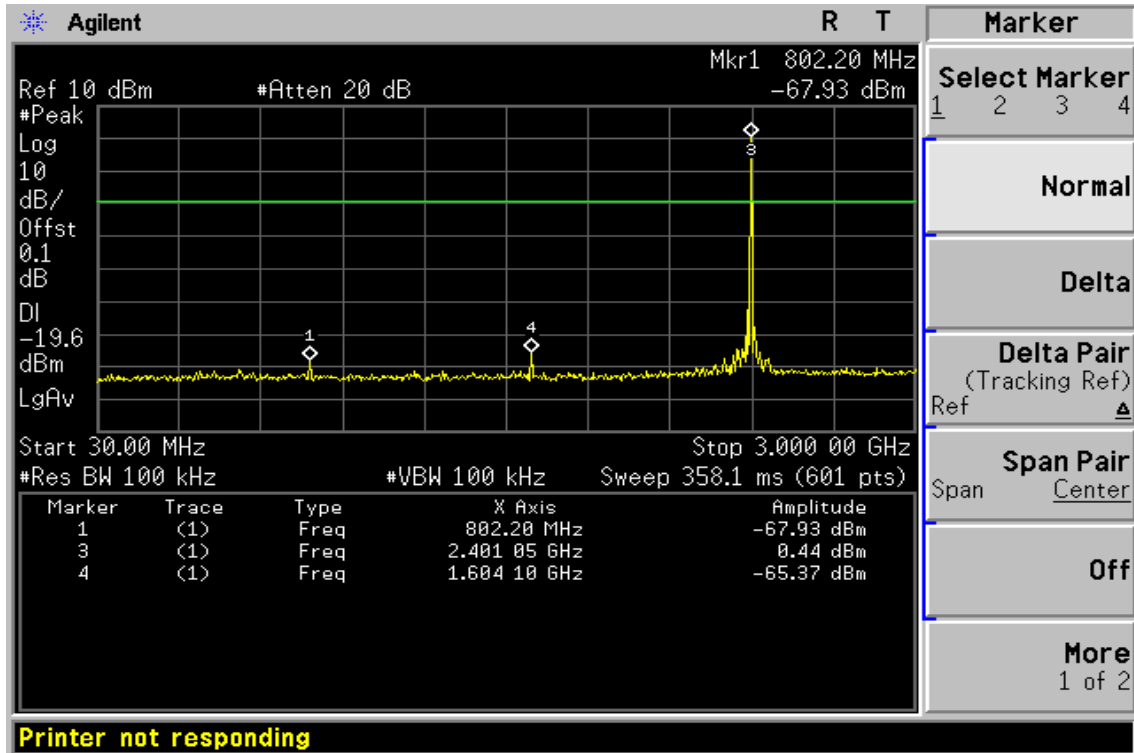 Agilent R T Marker
Mkr1 802.20 MHz
Ref 10 dBm #Atten 20 dB -67.93 dBm
#Peak
Log
10
dB/
Offst
0.1
dB
DI
-19.6
dBm
LgAv
3
1
4
Start 30.00 MHz Stop 3.000 00 GHz
#Res BW 100 kHz #VBW 100 kHz Sweep 358.1 ms (601 pts)
Marker Trace Type X Axis Amplitude
1 (1) Freq 802.20 MHz -67.93 dBm
3 (1) Freq 2.401 05 GHz 0.44 dBm
4 (1) Freq 1.604 10 GHz -65.37 dBm
Select Marker
1 2 3 4
Normal
Delta
Delta Pair
(Tracking Ref)
Ref Δ
Span Pair
Span Center
Off
More
1 of 2
Printer not responding